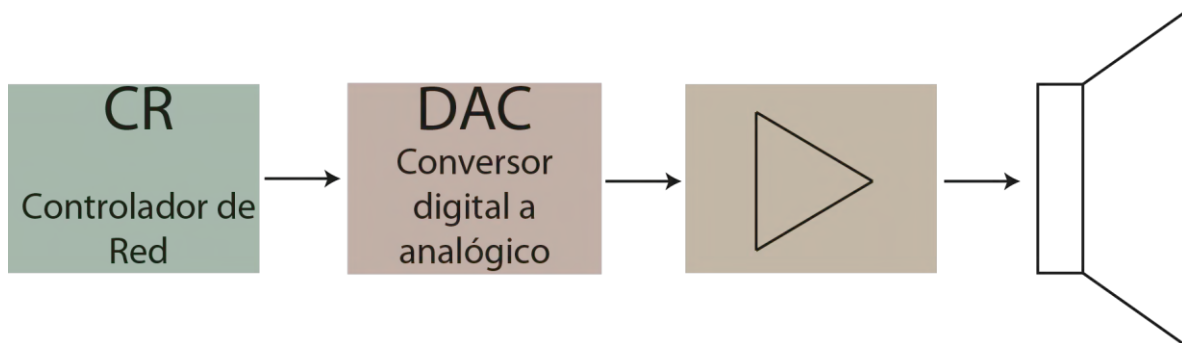 CR
Controlador de
Red
DAC
Conversor
digital a
analógico